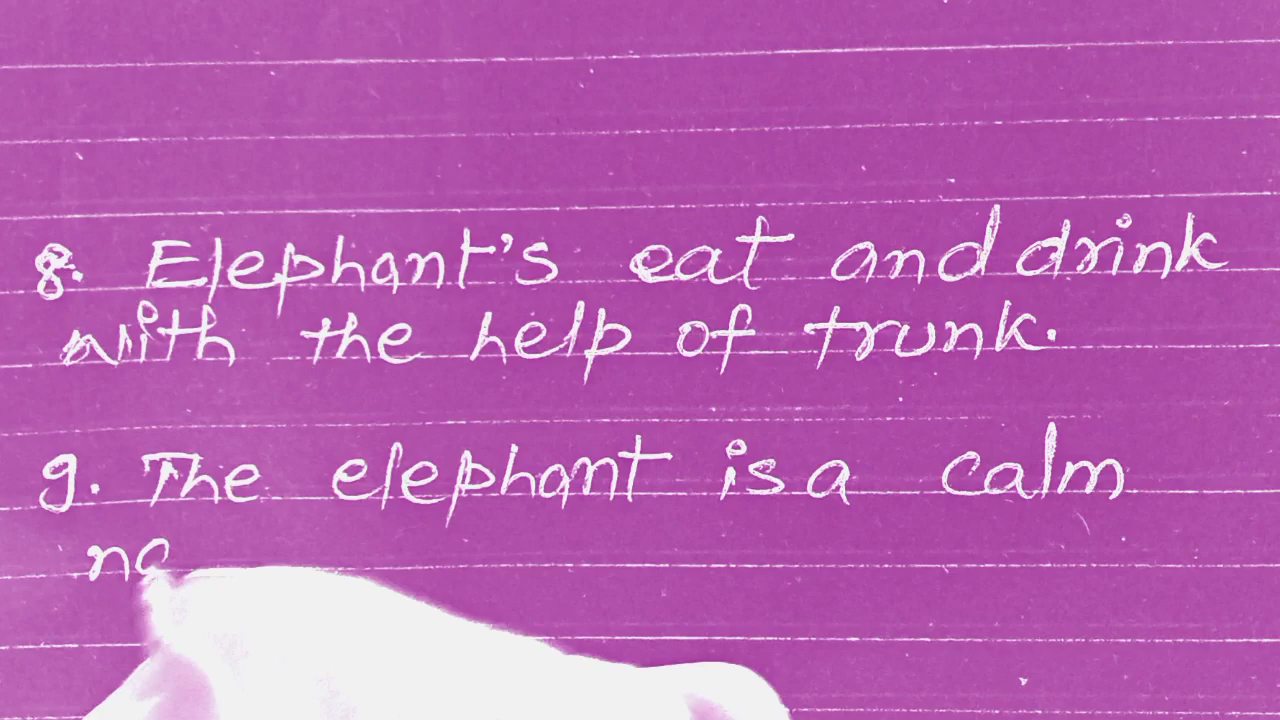 8. Elephant's eat and drink
with the help of trunk.
9. The elephant is a calm